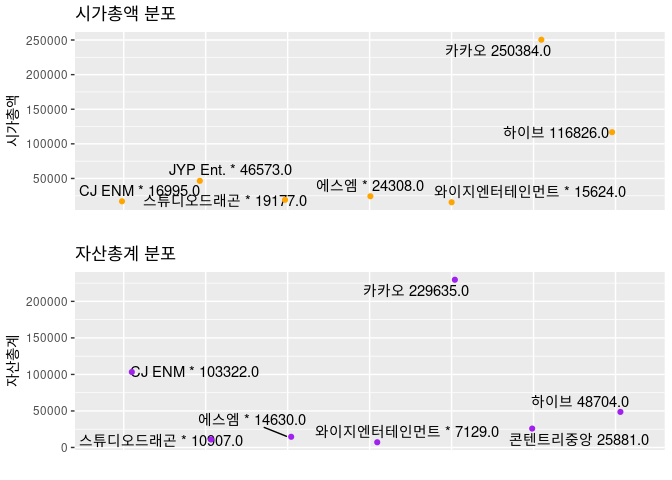 시가총액 분포
시가총액
250000
200000
150000
100000
50000
카카오 250384.0
하이브 116826.0
JYP Ent. * 46573.0
에스엠 * 24308.0
CJ ENM * 16995.0
와이지엔터테인먼트 * 15624.0
스튜디오드래곤 * 19177.0
자산총계 분포
자산총계
200000
150000
100000
50000
0
카카오 229635.0
CJ ENM * 103322.0
하이브 48704.0
에스엠 * 14630.0
와이지엔터테인먼트 * 7129.0
스튜디오드래곤 * 10907.0
콘텐트리중앙 25881.0